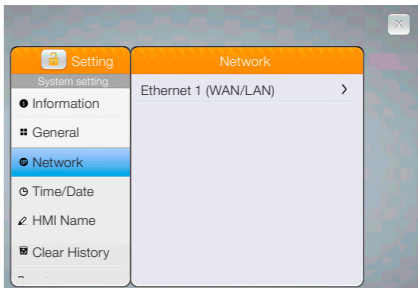 Setting
System setting
Information
General
Network
Time/Date
HMI Name
Clear History
Network
Ethernet 1 (WAN/LAN)